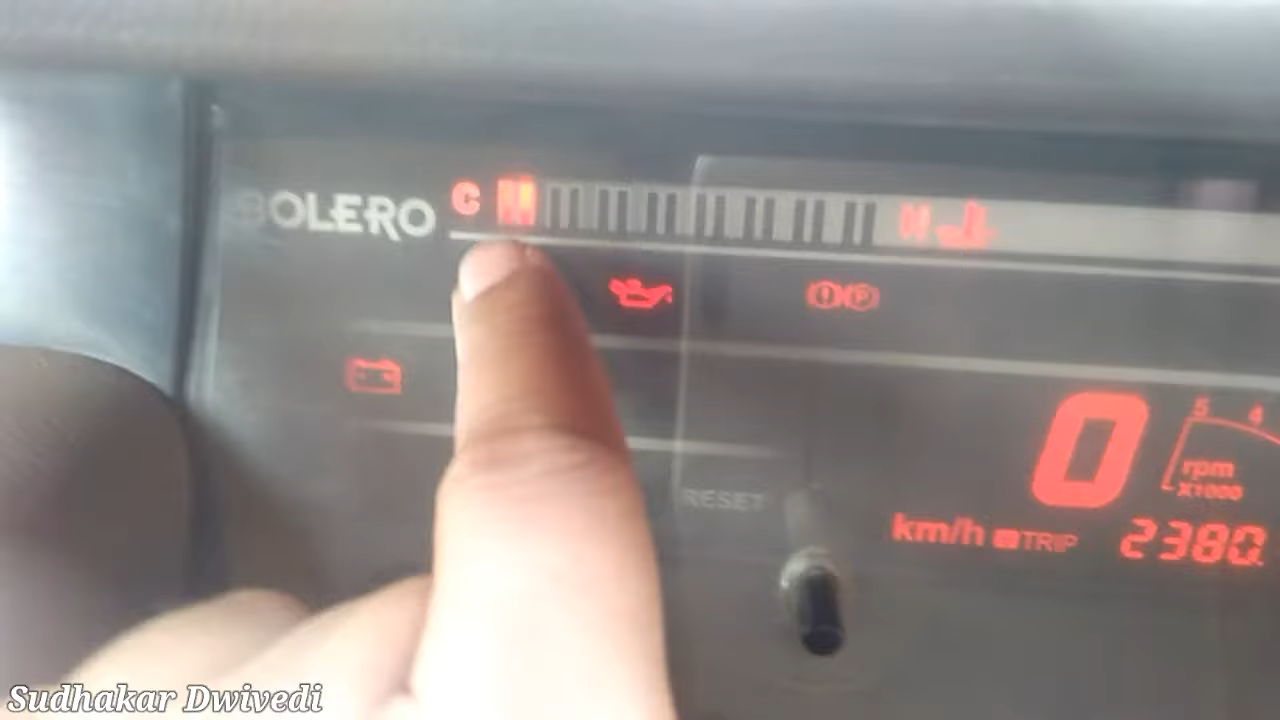 BOLERO
C H
P
RESET
0
5 4
rpm
X1000
km/h TRIP 2380.
Sudhakar Dwivedi